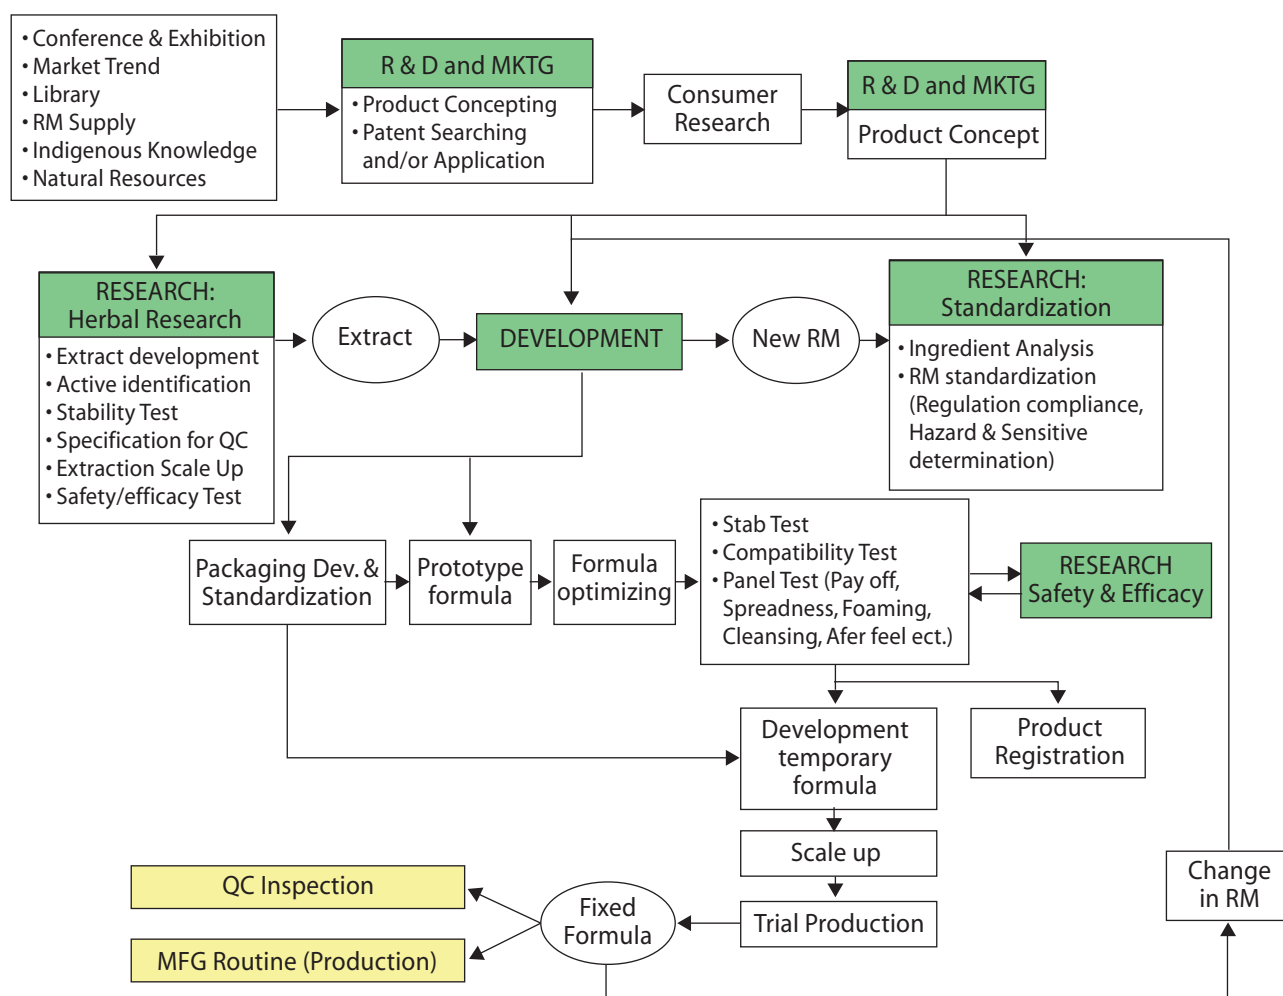 • Conference & Exhibition
• Market Trend
• Library
• RM Supply
• Indigenous Knowledge
• Natural Resources
R & D and MKTG
• Product Concepting
• Patent Searching
and/or Application
Consumer
Research
R & D and MKTG
Product Concept
RESEARCH:
Herbal Research
• Extract development
• Active identification
• Stability Test
• Specification for QC
• Extraction Scale Up
• Safety/efficacy Test
Extract
DEVELOPMENT
New RM
RESEARCH:
Standardization
• Ingredient Analysis
• RM standardization
(Regulation compliance,
Hazard & Sensitive
determination)
Packaging Dev. &
Standardization
Prototype
formula
Formula
optimizing
• Stab Test
• Compatibility Test
• Panel Test (Pay off,
Spreadness, Foaming,
Cleansing, Afer feel ect.)
RESEARCH
Safety & Efficacy
Development
temporary
formula
Product
Registration
Scale up
Trial Production
Fixed
Formula
QC Inspection
MFG Routine (Production)
Change
in RM